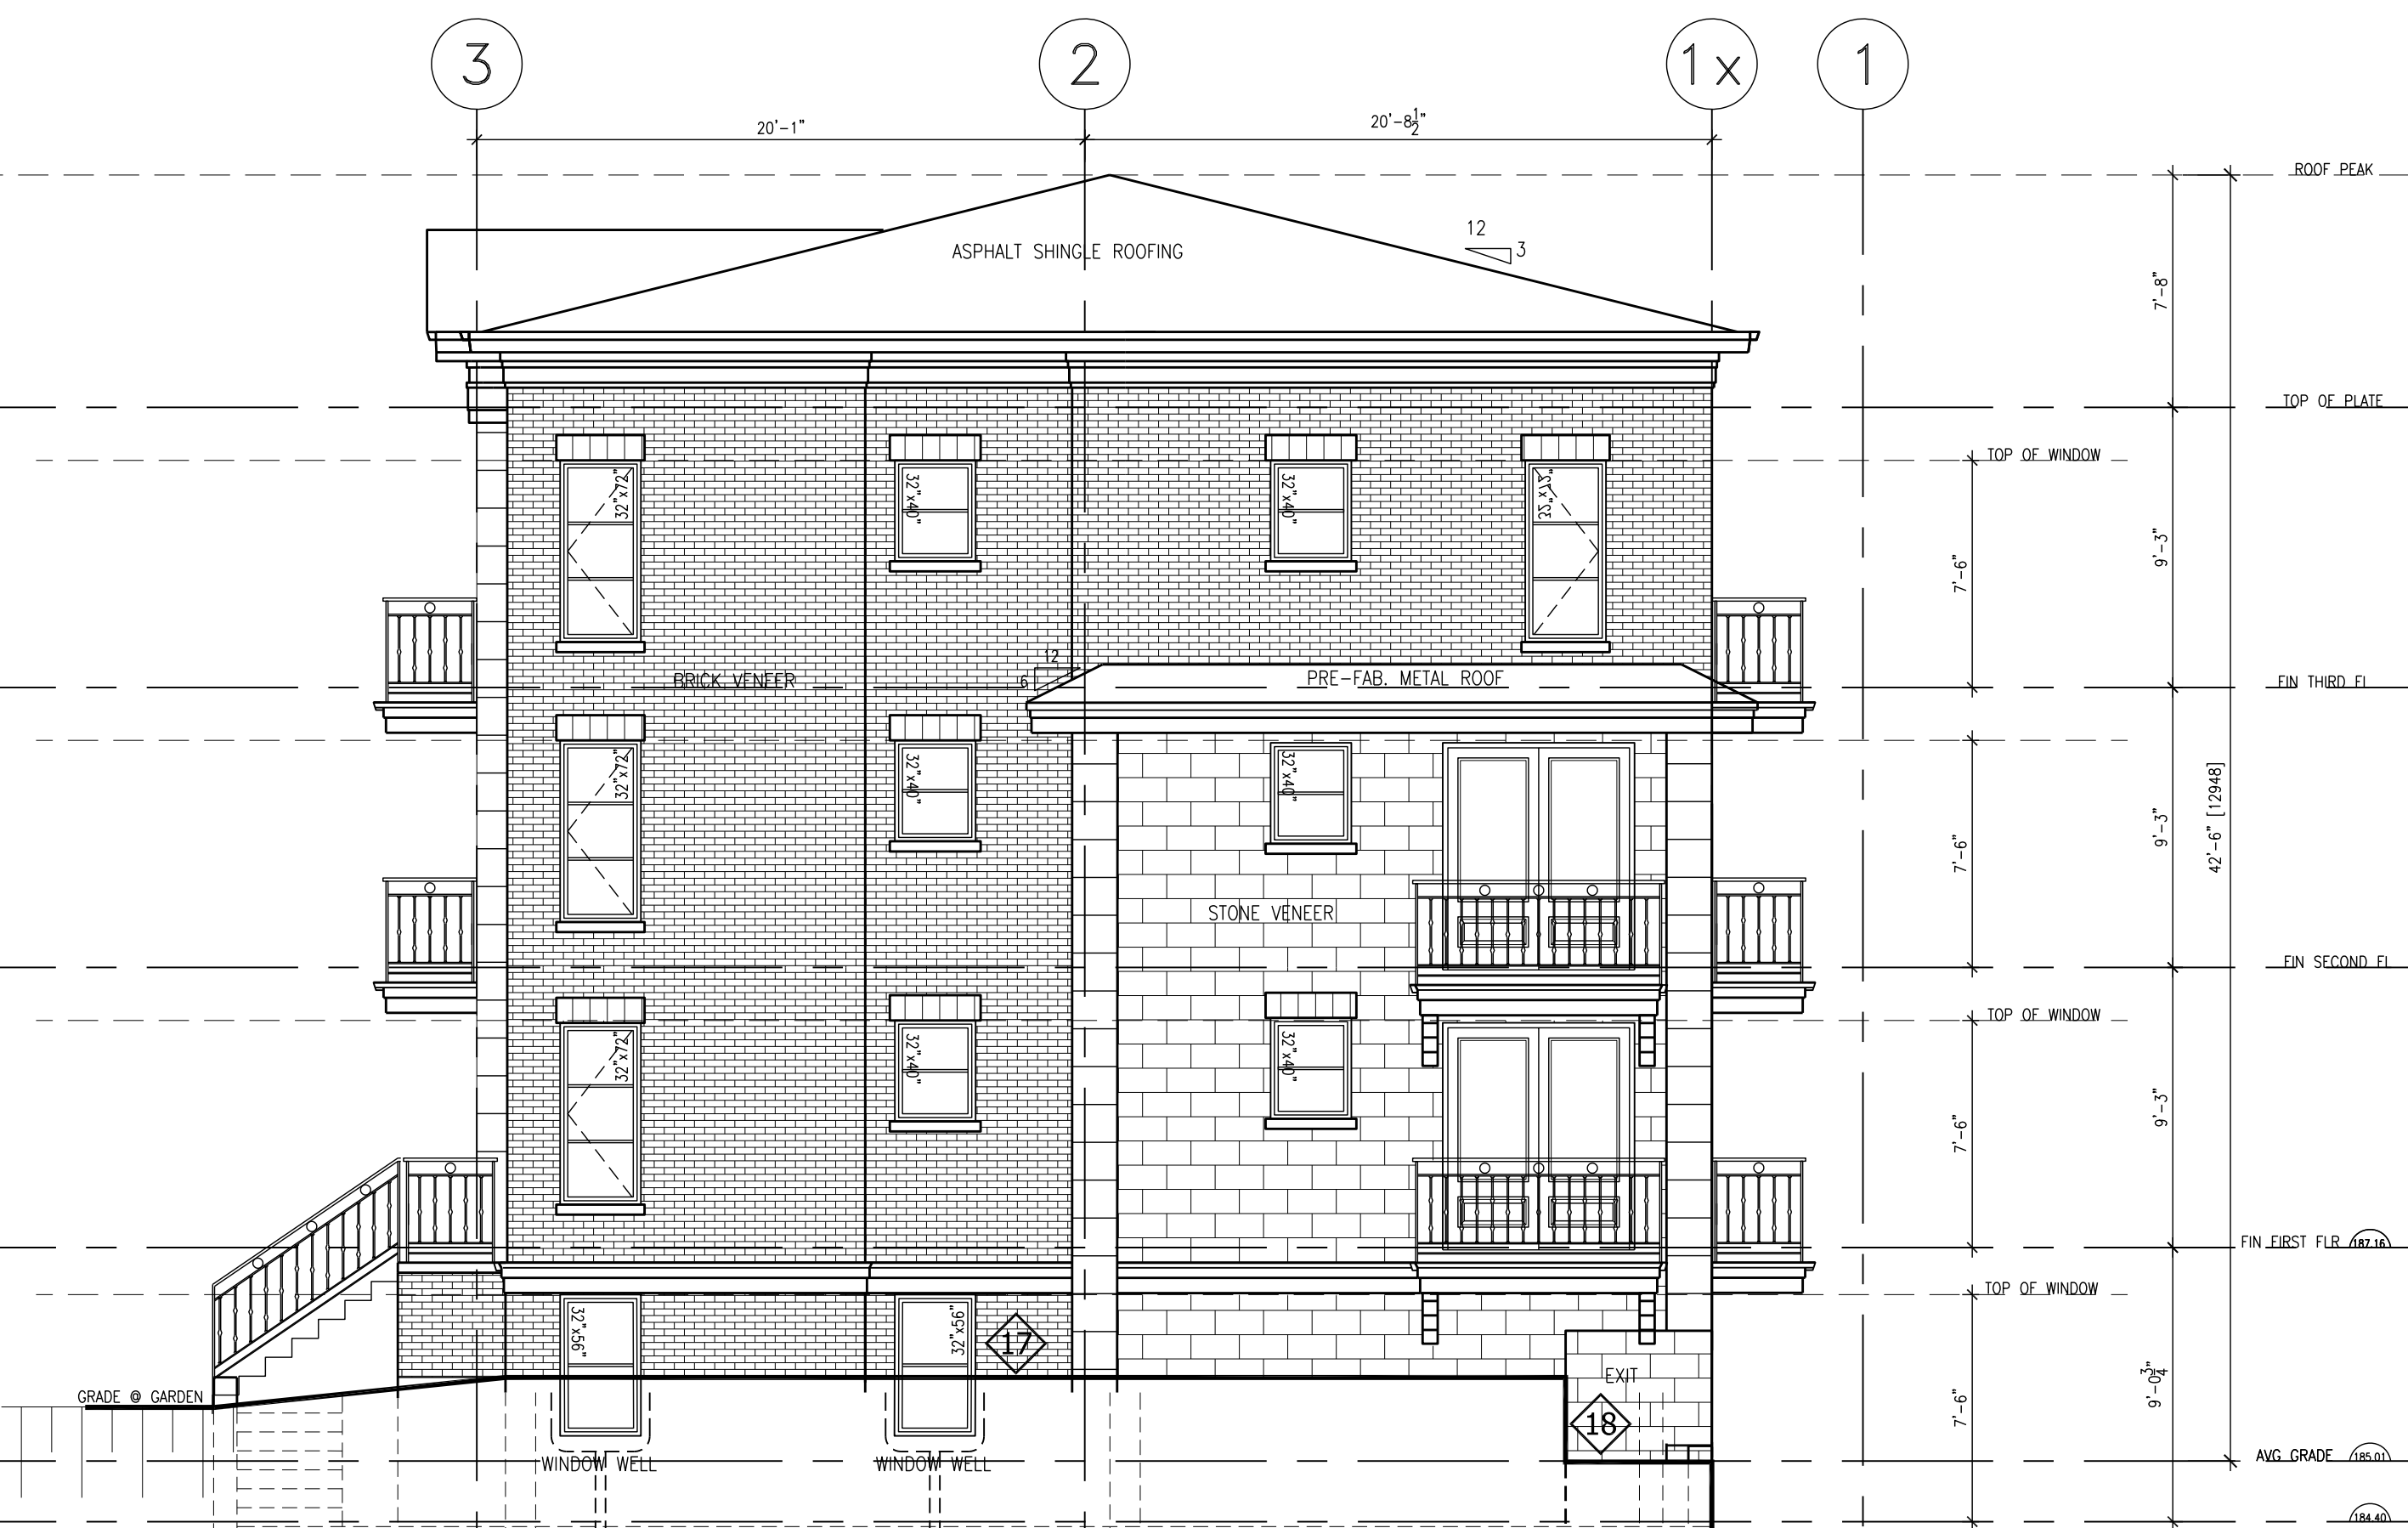 3
2
1x
1
20'-1"
20'-8½"
ROOF PEAK
12
3
ASPHALT SHINGLE ROOFING
7'-8"
TOP OF PLATE
TOP OF WINDOW
32"x72"
32"x40"
32"x40"
32"x72"
7'-6"
9'-3"
12
6
BRICK VENEER
PRE-FAB. METAL ROOF
FIN THIRD FL
32"x72"
32"x40"
32"x40"
42'-6" [12948]
7'-6"
9'-3"
STONE VENEER
FIN SECOND FL
TOP OF WINDOW
32"x72"
32"x40"
32"x40"
7'-6"
9'-3"
FIN FIRST FLR 187.16
TOP OF WINDOW
32"x56"
32"x56"
17
EXIT
GRADE @ GARDEN
7'-6"
9'-0¾"
18
WINDOW WELL
WINDOW WELL
AVG GRADE 185.01
184.40